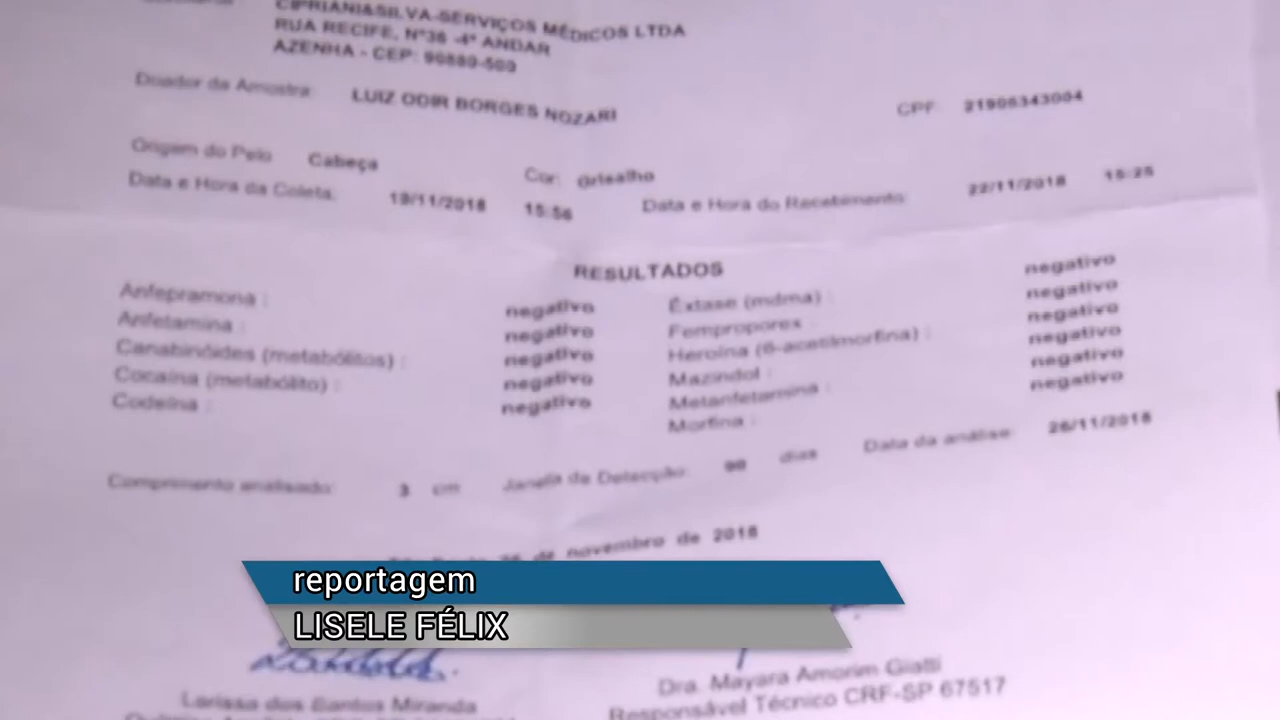 CIPRIANI&SILVA-SERVIÇOS MÉDICOS LTDA
RUA RECIFE, Nº36 -4º ANDAR
AZENHA - CEP: 90880-500
Doador da Amostra: LUIZ ODIR BORGES NOZARI CPF: 21905343004
Origem do Pelo Cabeça Cor: Grisalho
Data e Hora da Coleta: 19/11/2018 15:56 Data e Hora do Recebimento: 22/11/2018 15:25
RESULTADOS
Anfepramona : negativo Êxtase (mdma) : negativo
Anfetamina : negativo Femproporex : negativo
Canabinóides (metabólitos) : negativo Heroína (6-acetilmorfina) : negativo
Cocaína (metabólito) : negativo Mazindol : negativo
Codeína : negativo Metanfetamina : negativo
Morfina : negativo
Comprimento analisado: 3 cm Janela de Detecção: 90 dias Data da análise: 26/11/2018
26 de novembro de 2018
reportagem
LISELE FÉLIX
Larissa dos Santos Miranda
Dra. Mayara Amorim Giatti
Responsável Técnico CRF-SP 67517